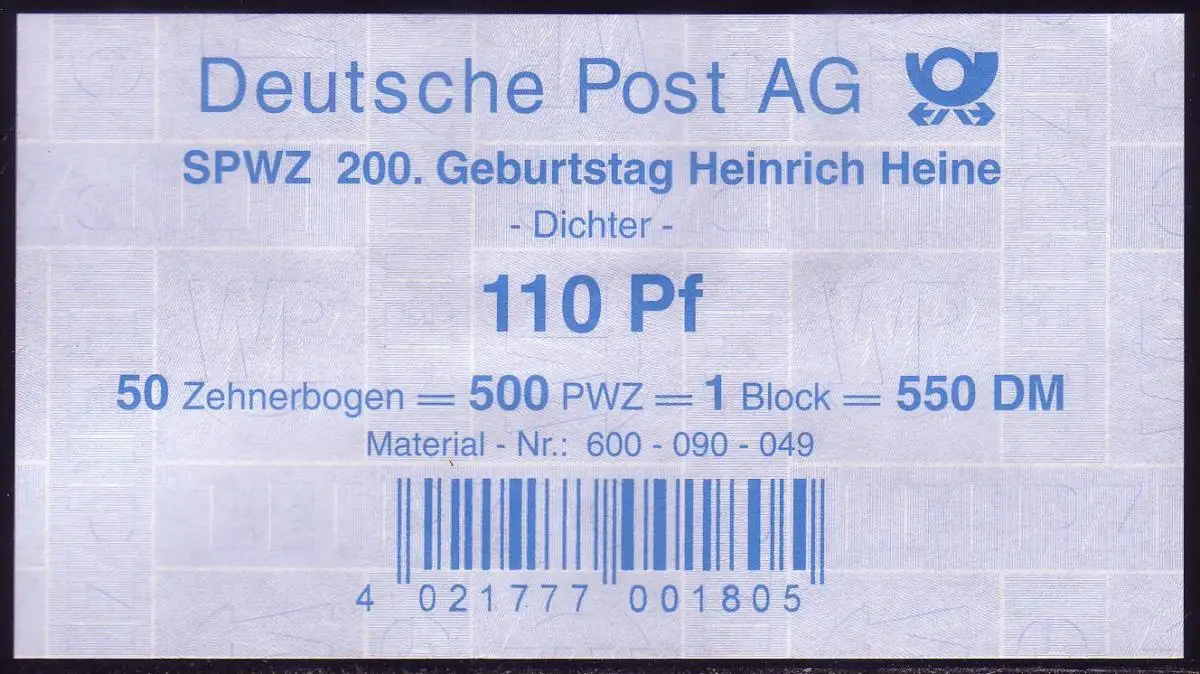 Deutsche Post AG
SPWZ 200. Geburtstag Heinrich Heine
- Dichter -
110 Pf
50 Zehnerbogen = 500 PWZ = 1 Block = 550 DM
Material - Nr.: 600 - 090 - 049
4 021777 001805